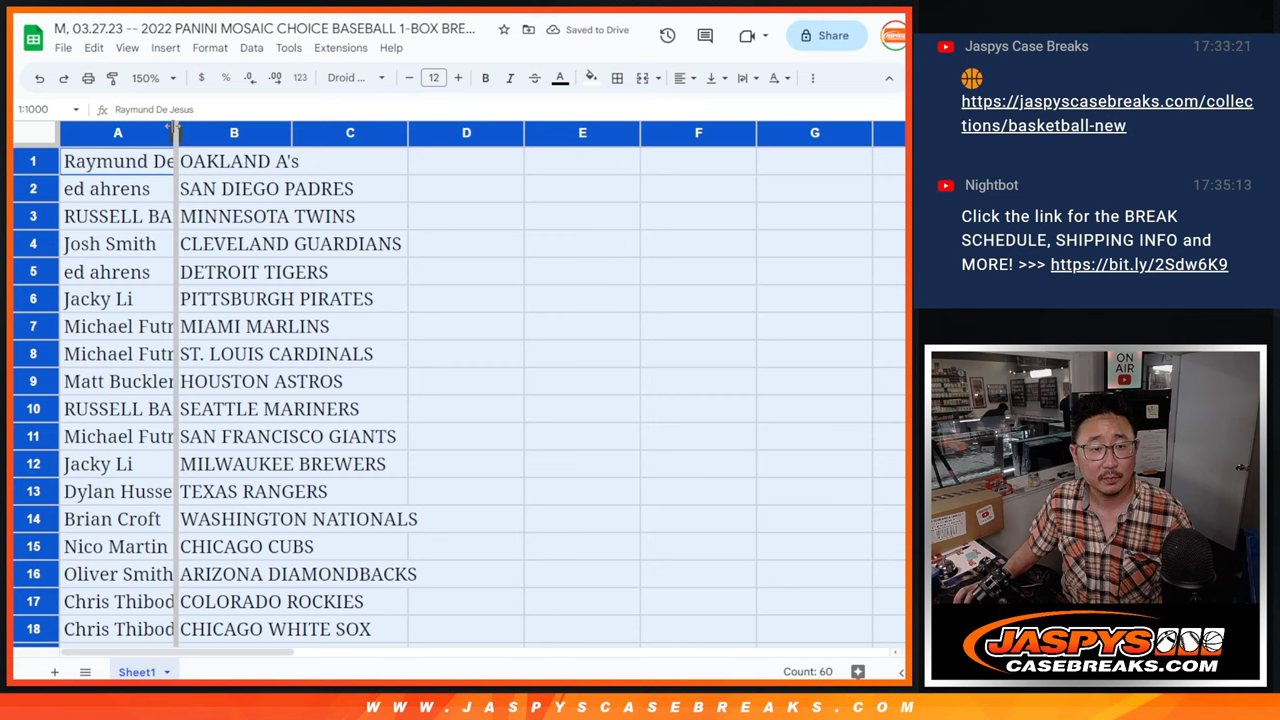 M, 03.27.23 -- 2022 PANINI MOSAIC CHOICE BASEBALL 1-BOX BRE...
Saved to Drive
Share
File Edit View Insert Format Data Tools Extensions Help
150% $ % .0 .00 123 Droid ... 12 B I S A
1:1000 fx Raymund De Jesus
A B C D E F G
1 Raymund De OAKLAND A's
2 ed ahrens SAN DIEGO PADRES
3 RUSSELL BA MINNESOTA TWINS
4 Josh Smith CLEVELAND GUARDIANS
5 ed ahrens DETROIT TIGERS
6 Jacky Li PITTSBURGH PIRATES
7 Michael Futr MIAMI MARLINS
8 Michael Futr ST. LOUIS CARDINALS
9 Matt Buckler HOUSTON ASTROS
10 RUSSELL BA SEATTLE MARINERS
11 Michael Futr SAN FRANCISCO GIANTS
12 Jacky Li MILWAUKEE BREWERS
13 Dylan Husse TEXAS RANGERS
14 Brian Croft WASHINGTON NATIONALS
15 Nico Martin CHICAGO CUBS
16 Oliver Smith ARIZONA DIAMONDBACKS
17 Chris Thibod COLORADO ROCKIES
18 Chris Thibod CHICAGO WHITE SOX
Sheet1
Count: 60
Jaspys Case Breaks 17:33:21
https://jaspyscasebreaks.com/collec
tions/basketball-new
Nightbot 17:35:13
Click the link for the BREAK
SCHEDULE, SHIPPING INFO and
MORE! >>> https://bit.ly/2Sdw6K9
ON
AIR
JASPYS
CASEBREAKS.COM
WWW.JASPYSCASEBREAKS.COM